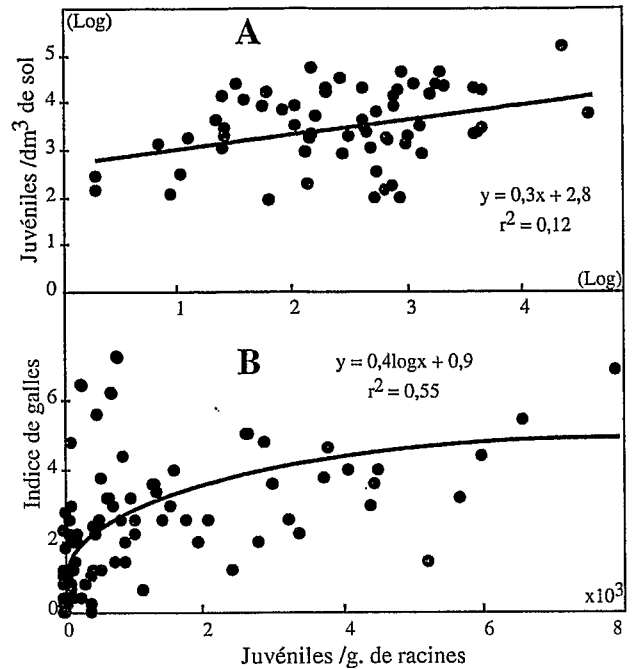 (Log)
A
5
4
3
2
1
0
Juvéniles /dm³ de sol
y = 0,3x + 2,8
r² = 0,12
(Log)
1 2 3 4
B
y = 0,4logx + 0,9
r² = 0,55
6
4
2
0
Indice de galles
x10³
0 2 4 6 8
Juvéniles /g. de racines